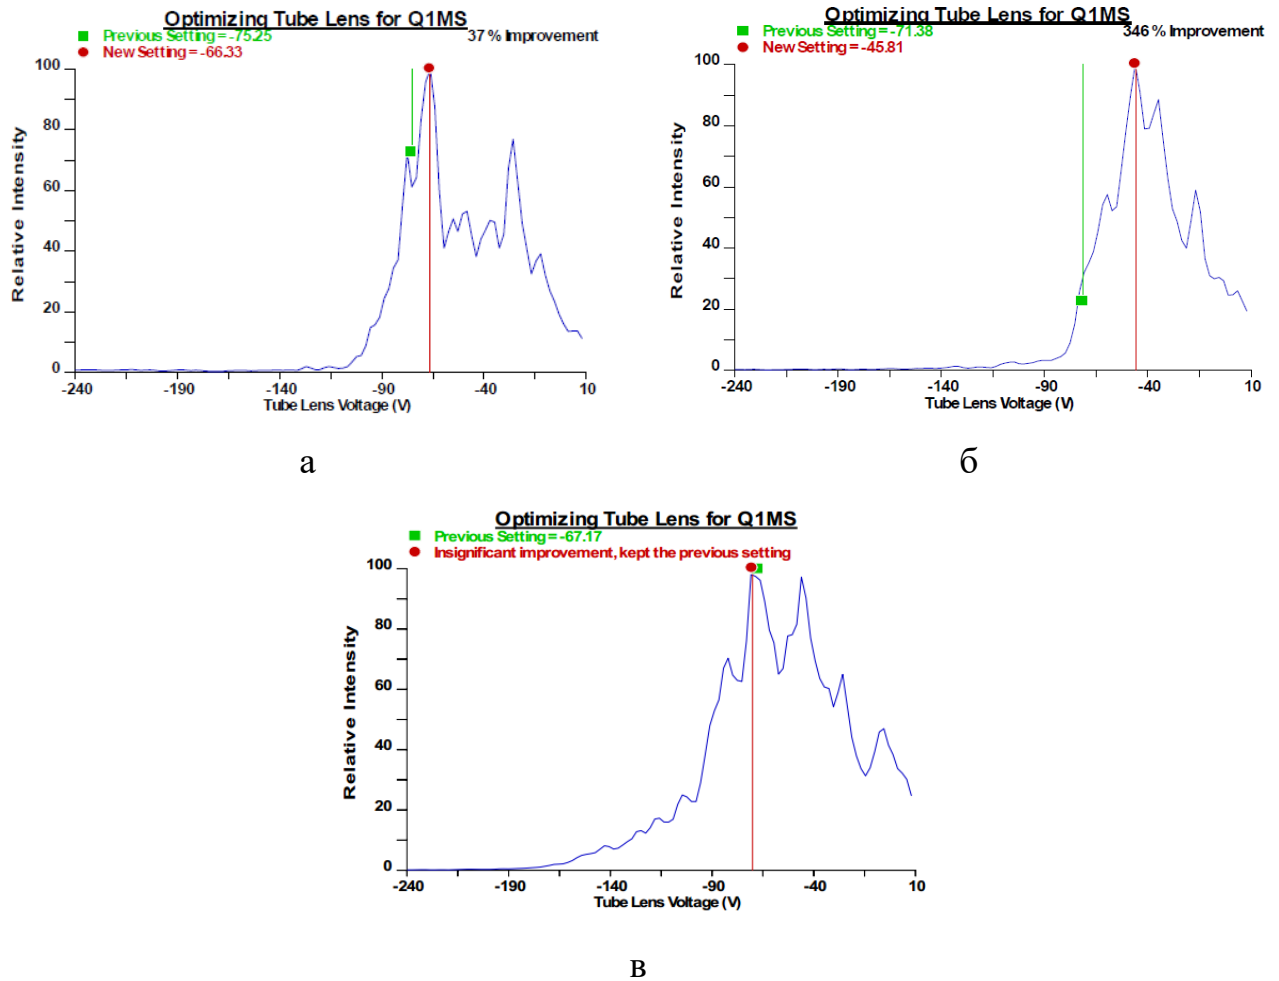 Optimizing Tube Lens for Q1MS
Previous Setting = -75.25
37 % Improvement
New Setting = -66.33
100
80
60
40
20
0
Relative Intensity
-240 -190 -140 -90 -40 10
Tube Lens Voltage (V)
а
Optimizing Tube Lens for Q1MS
Previous Setting = -71.38
346 % Improvement
New Setting = -45.81
100
80
60
40
20
0
Relative Intensity
-240 -190 -140 -90 -40 10
Tube Lens Voltage (V)
б
Optimizing Tube Lens for Q1MS
Previous Setting = -67.17
Insignificant improvement, kept the previous setting
100
80
60
40
20
0
Relative Intensity
-240 -190 -140 -90 -40 10
Tube Lens Voltage (V)
в